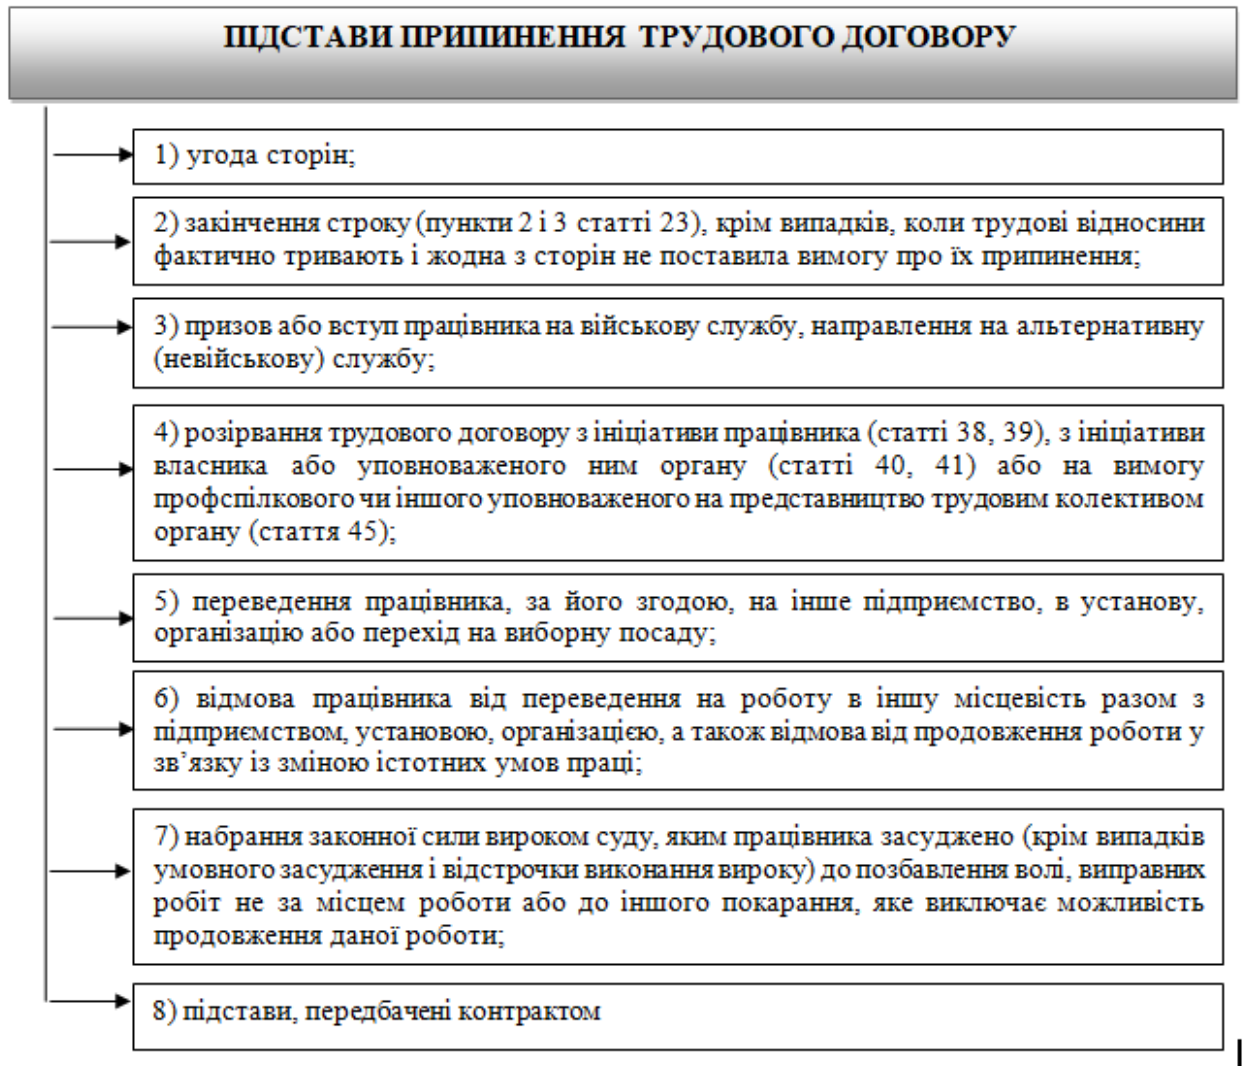 ПІДСТАВИ ПРИПИНЕННЯ ТРУДОВОГО ДОГОВОРУ
1) угода сторін;
2) закінчення строку (пункти 2 і 3 статті 23), крім випадків, коли трудові відносини
фактично тривають і жодна з сторін не поставила вимогу про їх припинення;
3) призов або вступ працівника на військову службу, направлення на альтернативну
(невійськову) службу;
4) розірвання трудового договору з ініціативи працівника (статті 38, 39), з ініціативи
власника або уповноваженого ним органу (статті 40, 41) або на вимогу
профспілкового чи іншого уповноваженого на представництво трудовим колективом
органу (стаття 45);
5) переведення працівника, за його згодою, на інше підприємство, в установу,
організацію або перехід на виборну посаду;
6) відмова працівника від переведення на роботу в іншу місцевість разом з
підприємством, установою, організацією, а також відмова від продовження роботи у
зв’язку із зміною істотних умов праці;
7) набрання законної сили вироком суду, яким працівника засуджено (крім випадків
умовного засудження і відстрочки виконання вироку) до позбавлення волі, виправних
робіт не за місцем роботи або до іншого покарання, яке виключає можливість
продовження даної роботи;
8) підстави, передбачені контрактом